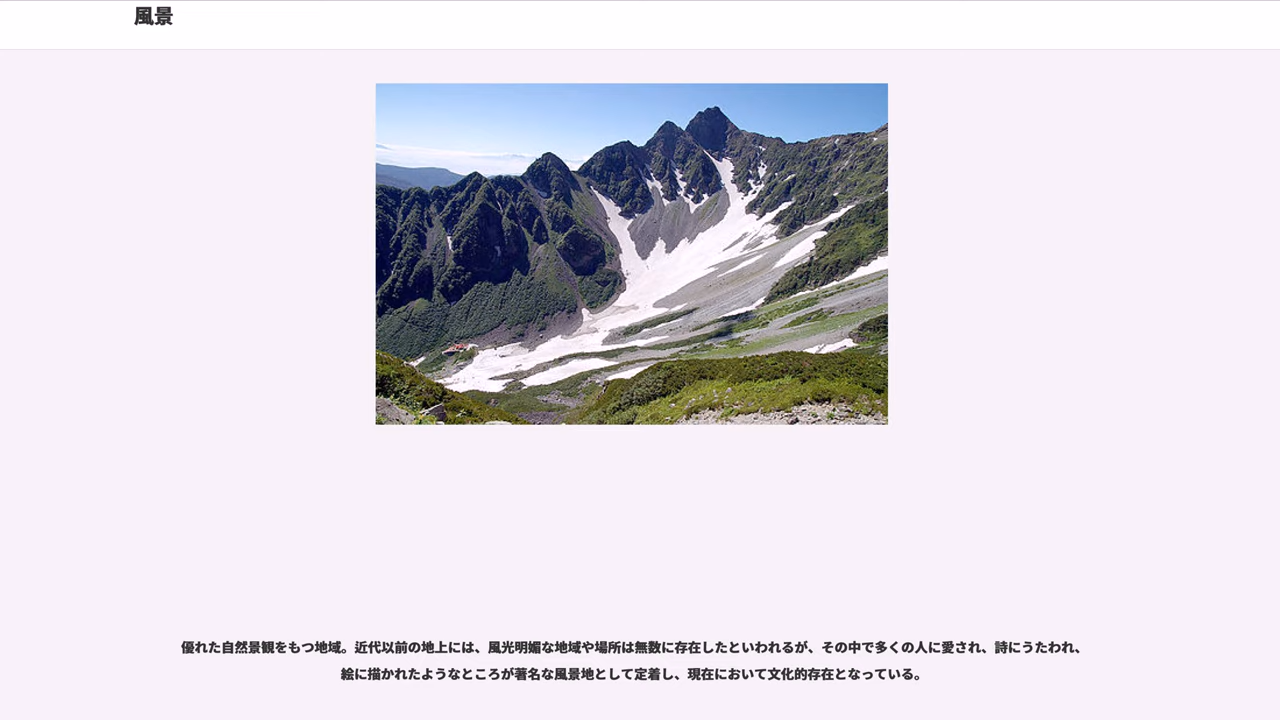 風景
優れた自然景観をもつ地域。近代以前の地上には、風光明媚な地域や場所は無数に存在したといわれるが、その中で多くの人に愛され、詩にうたわれ、
絵に描かれたようなところが著名な風景地として定着し、現在において文化的存在となっている。